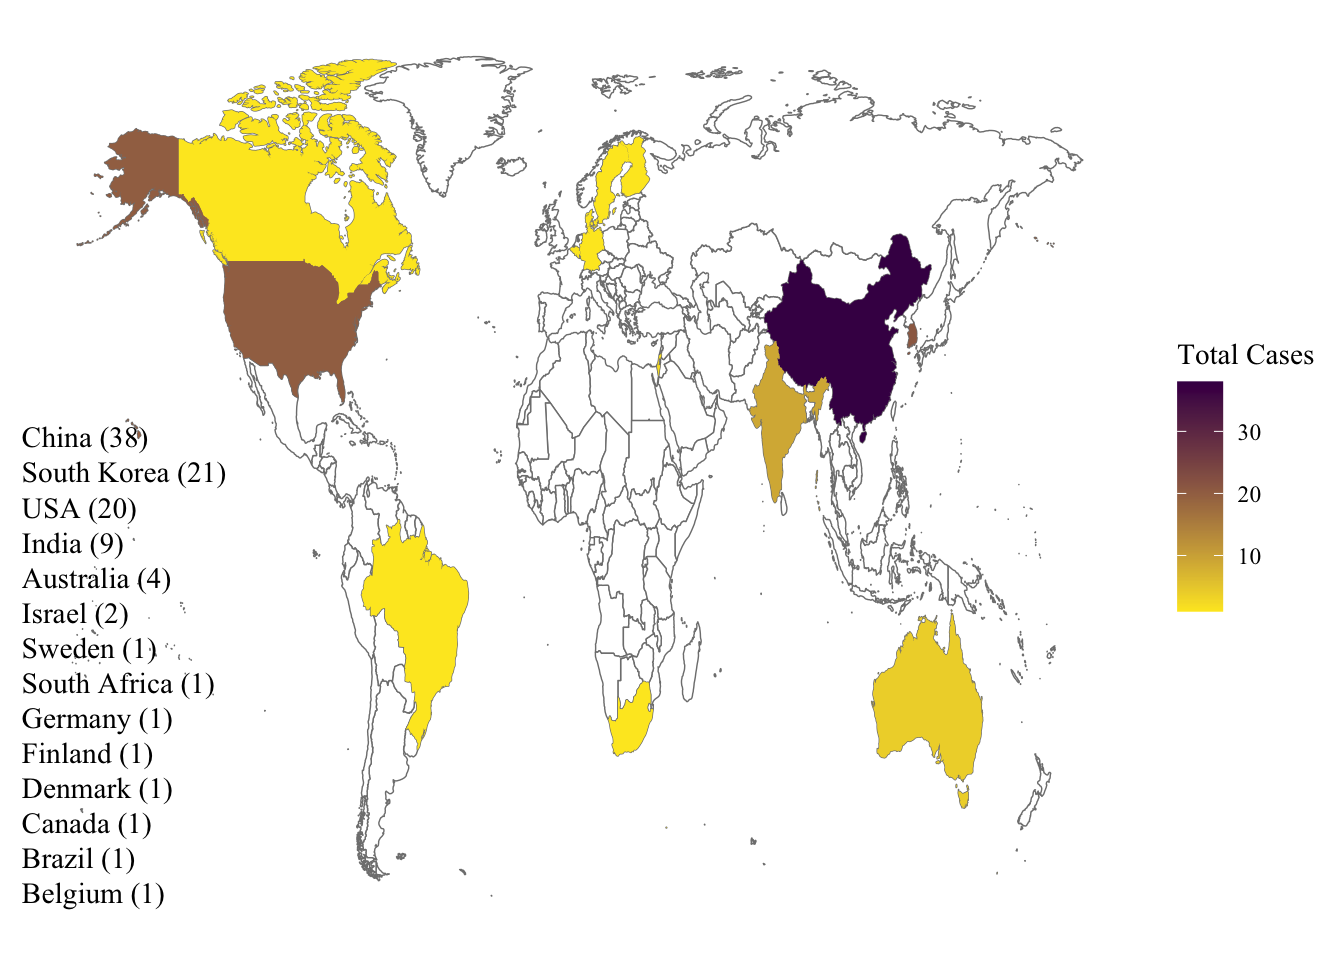 Total Cases
30
20
10
China (38)
South Korea (21)
USA (20)
India (9)
Australia (4)
Israel (2)
Sweden (1)
South Africa (1)
Germany (1)
Finland (1)
Denmark (1)
Canada (1)
Brazil (1)
Belgium (1)